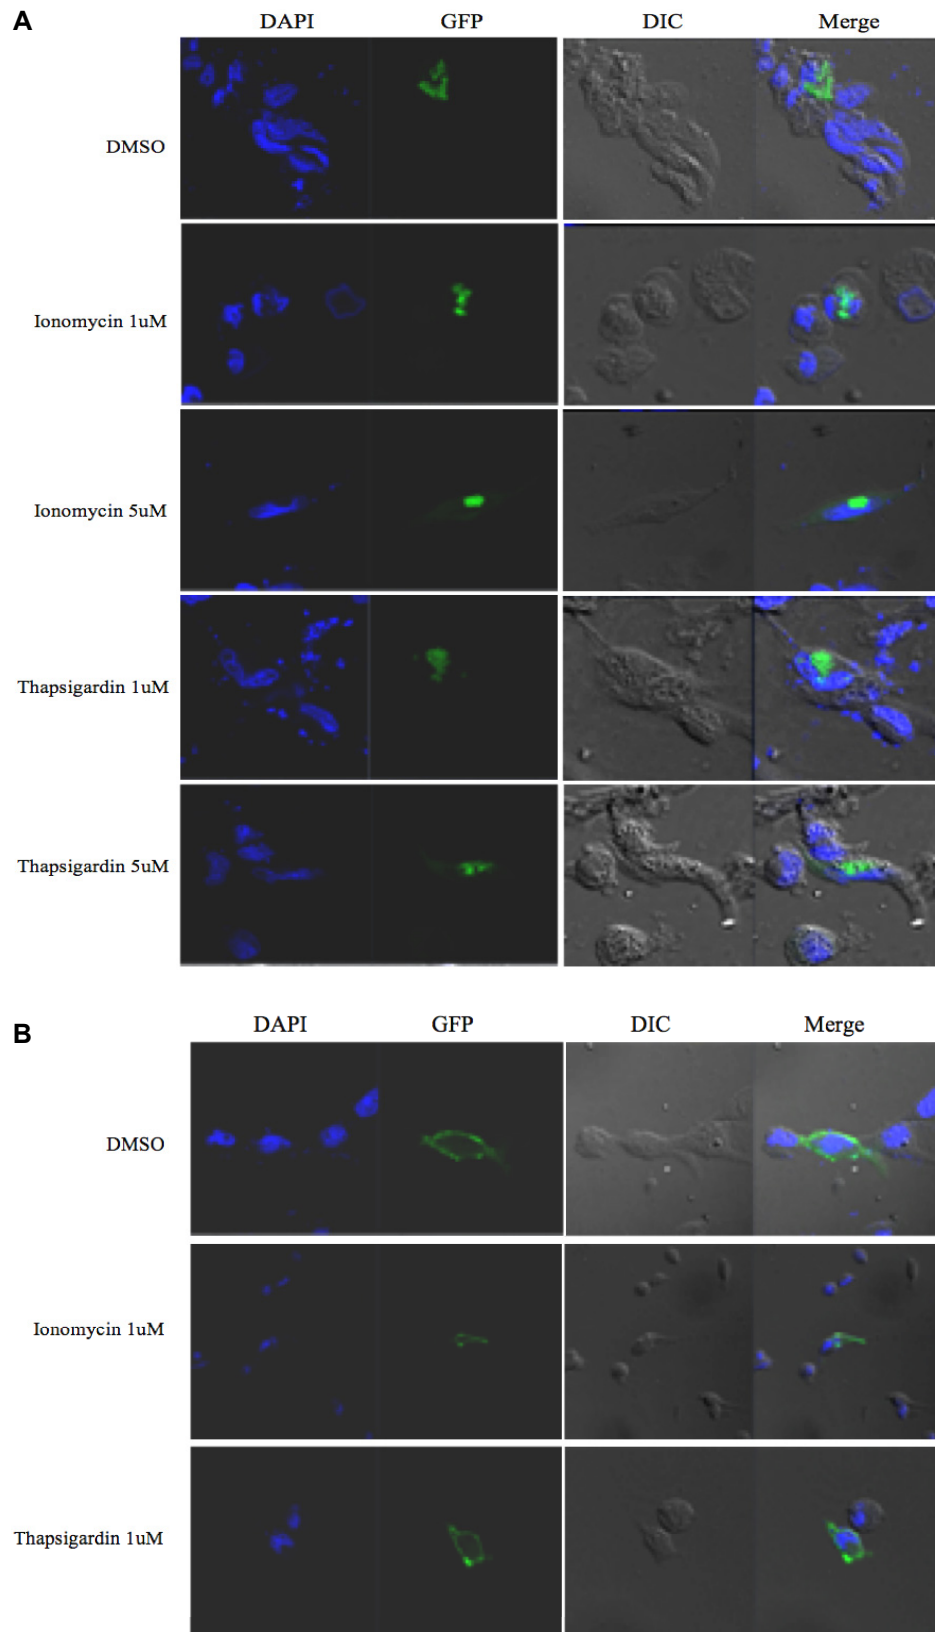 A
DAPI GFP DIC Merge
DMSO
Ionomycin 1uM
Ionomycin 5uM
Thapsigardin 1uM
Thapsigardin 5uM
B
DAPI GFP DIC Merge
DMSO
Ionomycin 1uM
Thapsigardin 1uM